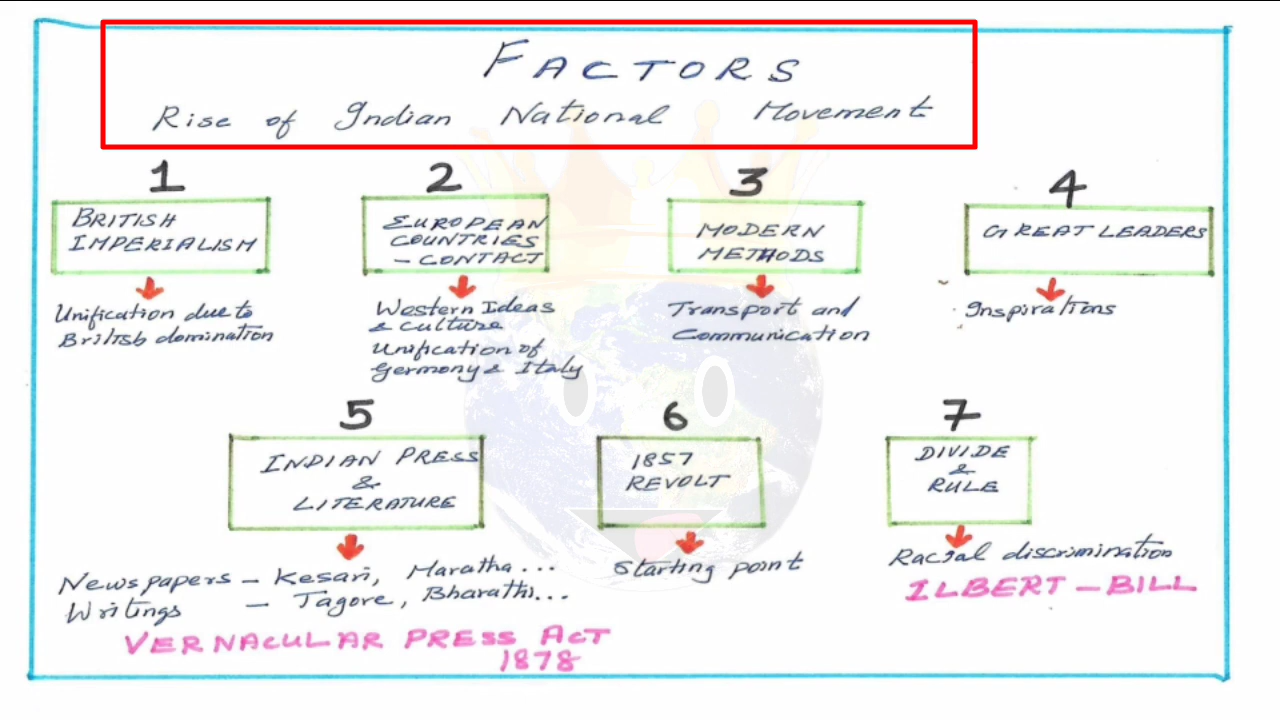 FACTORS
Rise of Indian National Movement
1
BRITISH
IMPERIALISM
Unification due to
British domination
2
EUROPEAN
COUNTRIES
- CONTACT
Western Ideas
& Culture
Unification of
Germony & Italy
3
MODERN
METHODS
Transport and
Communication
4
GREAT LEADERS
Inspirations
5
INDIAN PRESS
&
LITERATURE
Newspapers - Kesari, Maratha...
Writings - Tagore, Bharathi...
VERNACULAR PRESS ACT
1878
6
1857
REVOLT
Starting point
7
DIVIDE
&
RULE
Racial discrimination
ILBERT - BILL